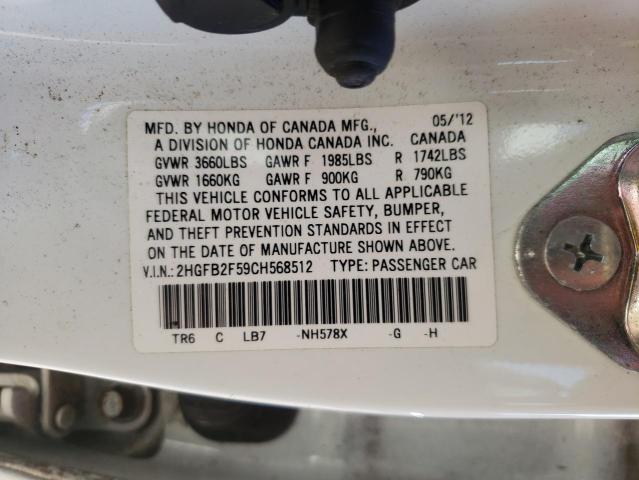 MFD. BY HONDA OF CANADA MFG., 05/'12
A DIVISION OF HONDA CANADA INC. CANADA
GVWR 3660LBS GAWR F 1985LBS R 1742LBS
GVWR 1660KG GAWR F 900KG R 790KG
THIS VEHICLE CONFORMS TO ALL APPLICABLE
FEDERAL MOTOR VEHICLE SAFETY, BUMPER,
AND THEFT PREVENTION STANDARDS IN EFFECT
ON THE DATE OF MANUFACTURE SHOWN ABOVE.
V.I.N.: 2HGFB2F59CH568512 TYPE: PASSENGER CAR
TR6 C LB7 -NH578X -G -H